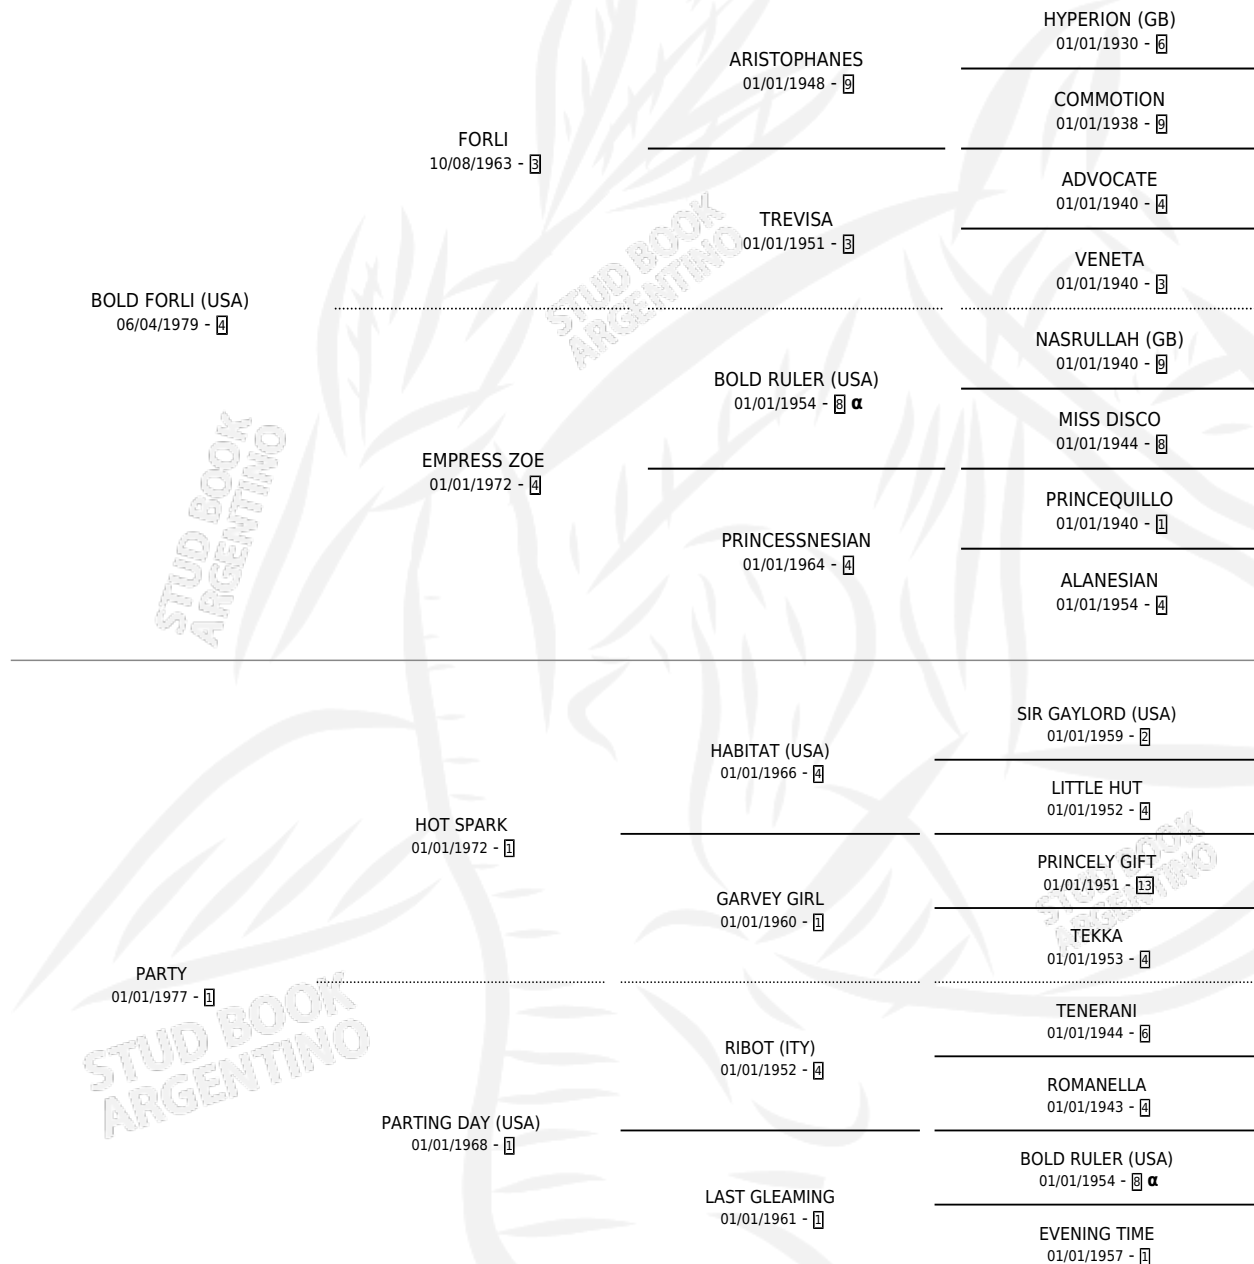 HYPERION (GB)
01/01/1930 - 6
ARISTOPHANES
01/01/1948 - 9
COMMOTION
01/01/1938 - 9
FORLI
10/08/1963 - 3
ADVOCATE
01/01/1940 - 4
TREVISA
01/01/1951 - 3
VENETA
01/01/1940 - 3
BOLD FORLI (USA)
06/04/1979 - 4
NASRULLAH (GB)
01/01/1940 - 9
BOLD RULER (USA)
01/01/1954 - 8 α
MISS DISCO
01/01/1944 - 8
EMPRESS ZOE
01/01/1972 - 4
PRINCEQUILLO
01/01/1940 - 1
PRINCESSNESIAN
01/01/1964 - 4
ALANESIAN
01/01/1954 - 4
SIR GAYLORD (USA)
01/01/1959 - 2
HABITAT (USA)
01/01/1966 - 4
LITTLE HUT
01/01/1952 - 4
HOT SPARK
01/01/1972 - 1
PRINCELY GIFT
01/01/1951 - 13
GARVEY GIRL
01/01/1960 - 1
TEKKA
01/01/1953 - 4
PARTY
01/01/1977 - 1
TENERANI
01/01/1944 - 6
RIBOT (ITY)
01/01/1952 - 4
ROMANELLA
01/01/1943 - 4
PARTING DAY (USA)
01/01/1968 - 1
BOLD RULER (USA)
01/01/1954 - 8 α
LAST GLEAMING
01/01/1961 - 1
EVENING TIME
01/01/1957 - 1
STUD BOOK
ARGENTINO
STUD BOOK
ARGENTINO
STUD BOOK
ARGENTINO
STUD BOOK
ARGENTINO